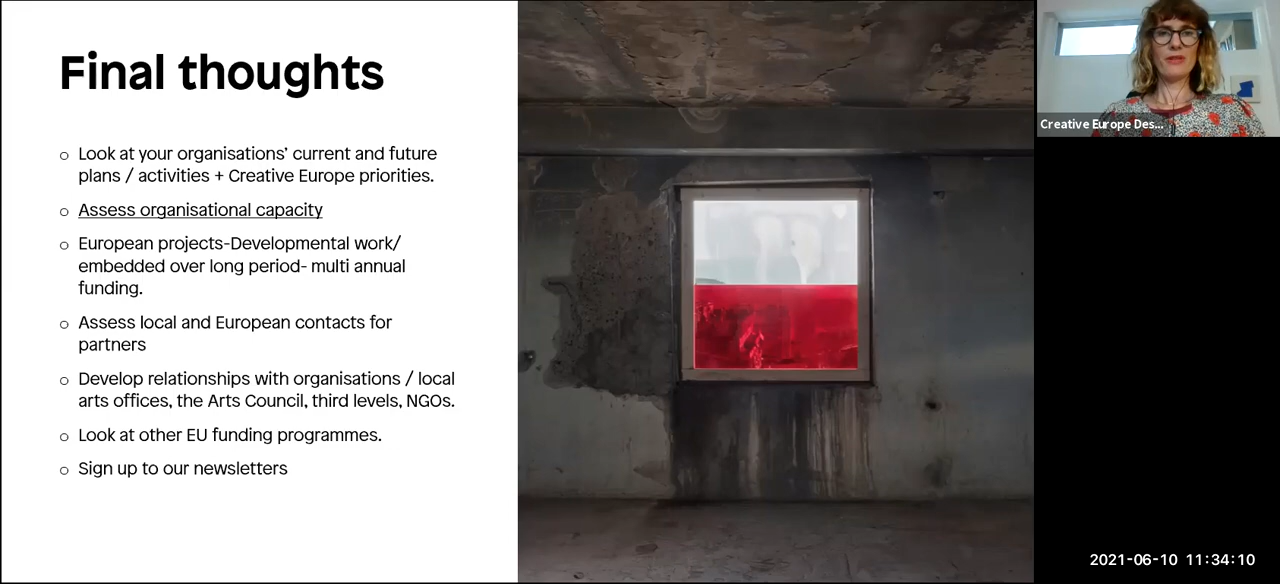 Final thoughts
o Look at your organisations’ current and future
plans / activities + Creative Europe priorities.
o Assess organisational capacity
o European projects-Developmental work/
embedded over long period- multi annual
funding.
o Assess local and European contacts for
partners
o Develop relationships with organisations / local
arts offices, the Arts Council, third levels, NGOs.
o Look at other EU funding programmes.
o Sign up to our newsletters
Creative Europe Des...
2021-06-10 11:34:10